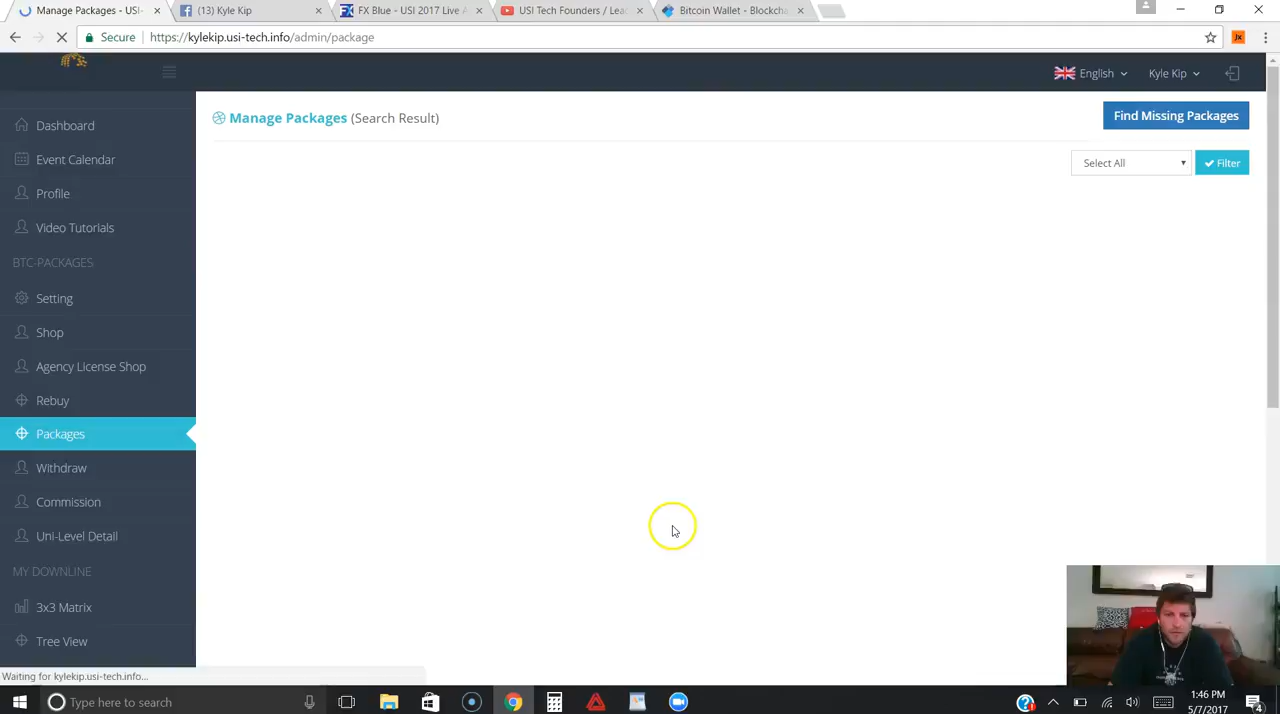 Manage Packages - USI-
(13) Kyle Kip
FX Blue - USI 2017 Live A
USI Tech Founders / Lea
Bitcoin Wallet - Blockcha
Secure
https://kylekip.usi-tech.info/admin/package
English
Kyle Kip
Dashboard
Event Calendar
Profile
Video Tutorials
BTC-PACKAGES
Setting
Shop
Agency License Shop
Rebuy
Packages
Withdraw
Commission
Uni-Level Detail
MY DOWNLINE
3x3 Matrix
Tree View
Manage Packages (Search Result)
Find Missing Packages
Select All
Filter
Waiting for kylekip.usi-tech.info...
Type here to search
1:46 PM
5/7/2017
4